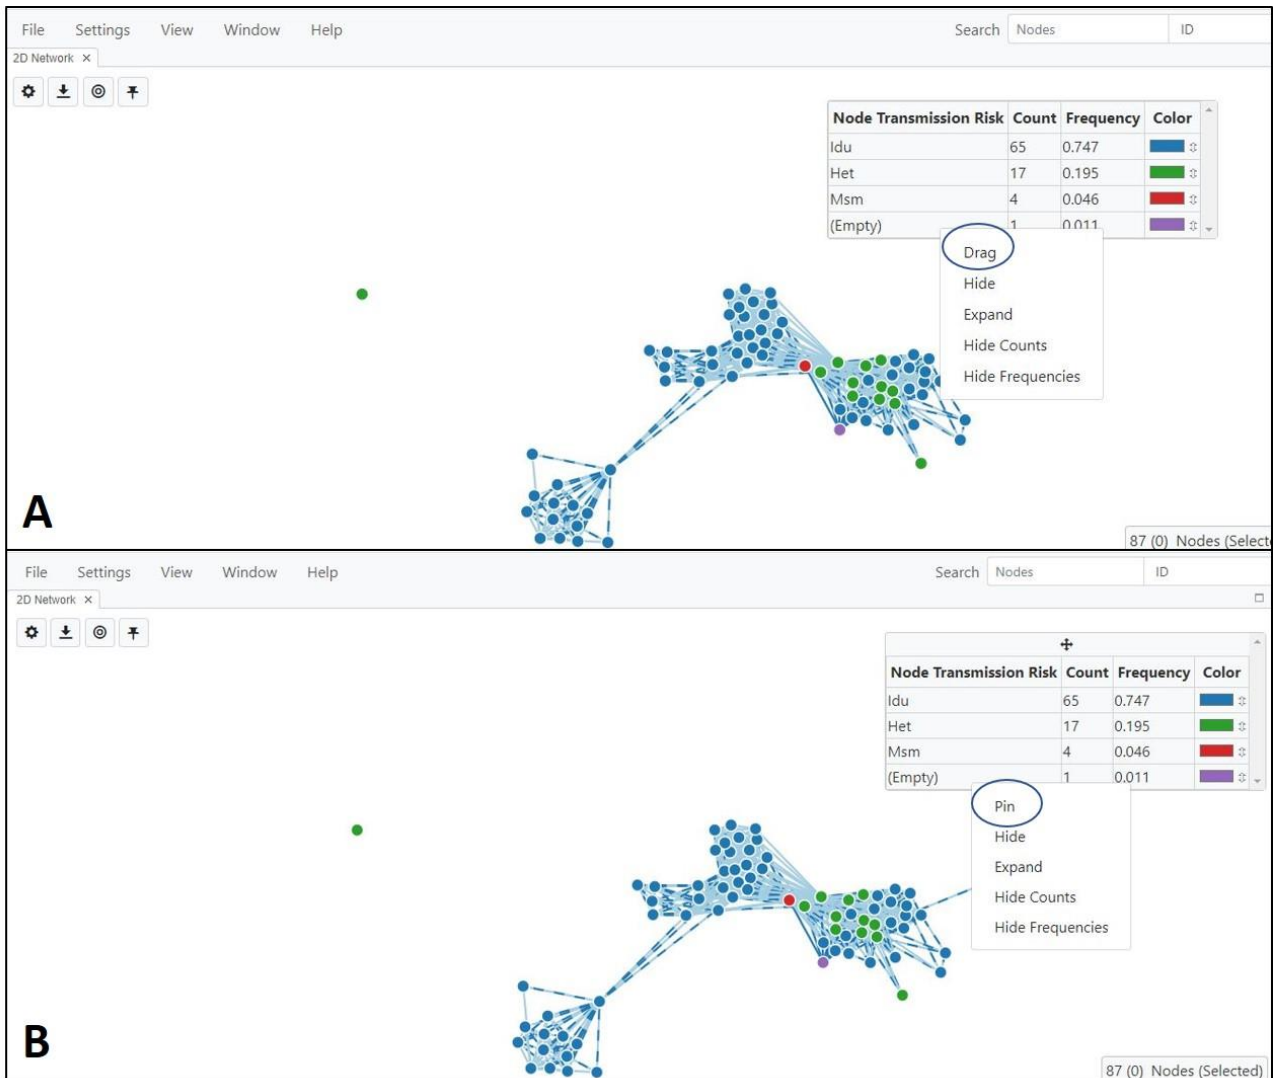 File Settings View Window Help Search Nodes ID
2D Network ×
Node Transmission Risk Count Frequency Color
Idu 65 0.747
Het 17 0.195
Msm 4 0.046
(Empty) 1 0.011
Drag
Hide
Expand
Hide Counts
Hide Frequencies
A
87 (0) Nodes (Selecte
File Settings View Window Help Search Nodes ID
2D Network ×
Node Transmission Risk Count Frequency Color
Idu 65 0.747
Het 17 0.195
Msm 4 0.046
(Empty) 1 0.011
Pin
Hide
Expand
Hide Counts
Hide Frequencies
B
87 (0) Nodes (Selected)